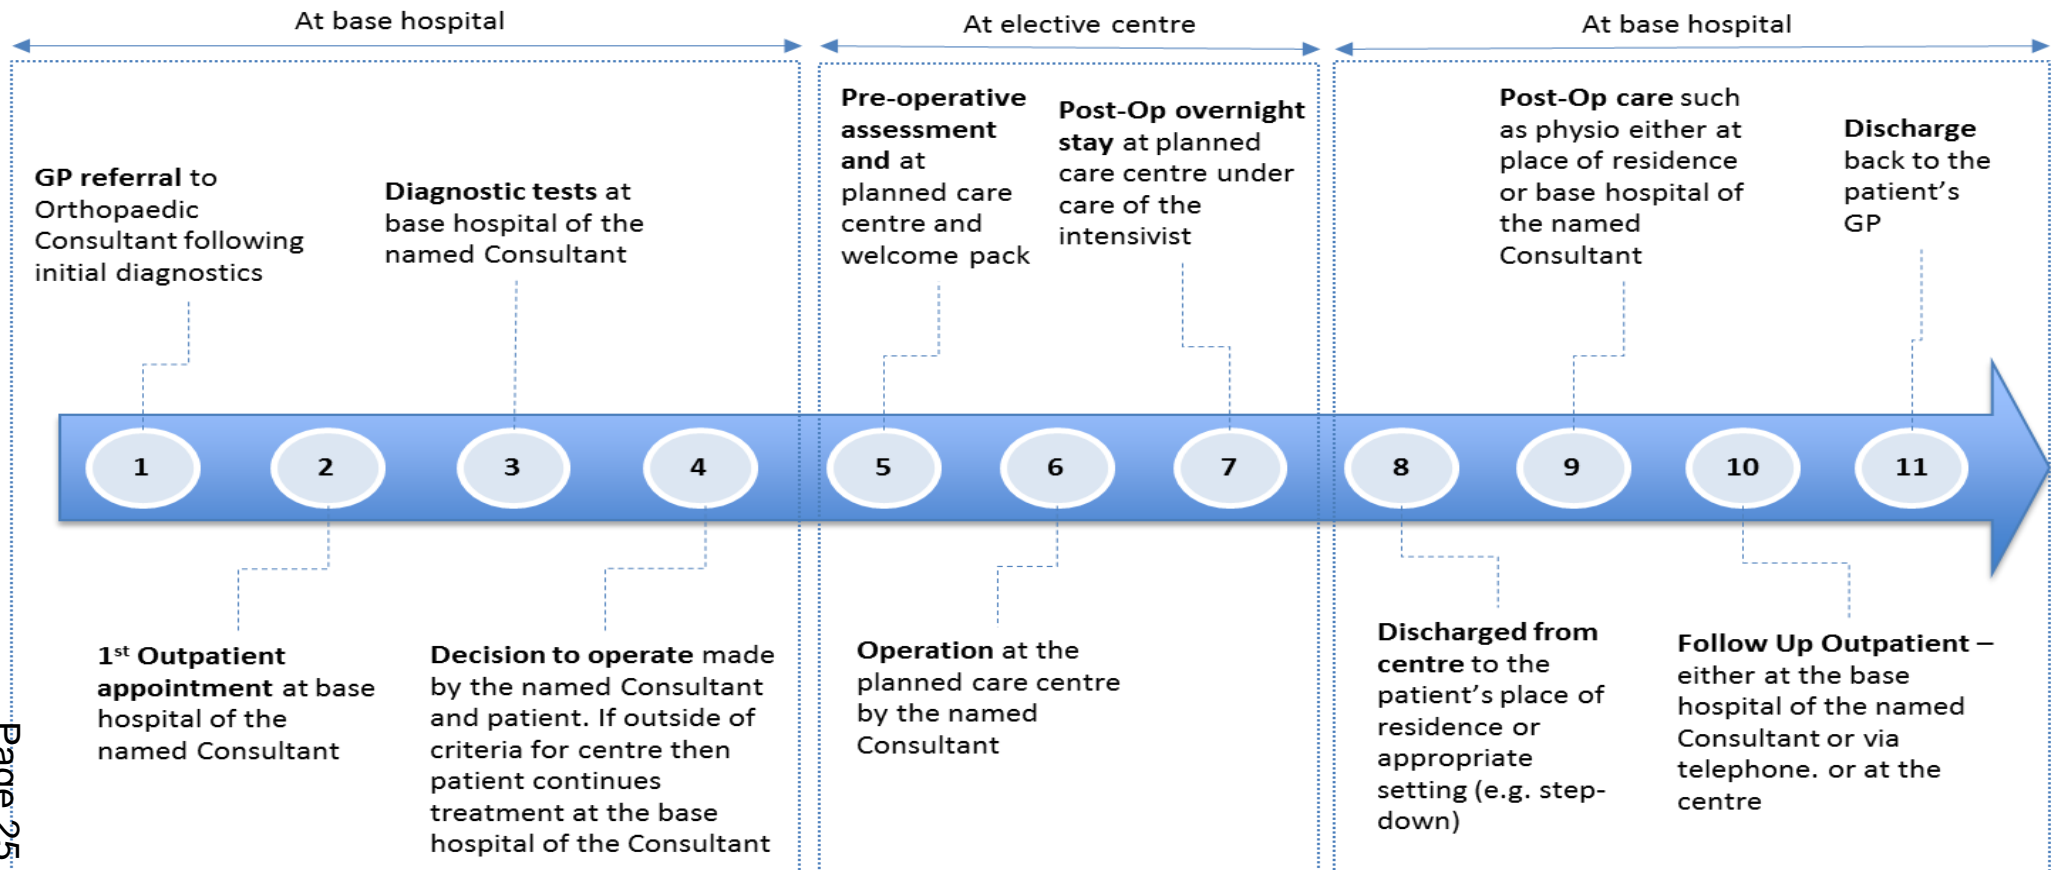 At base hospital
At elective centre
At base hospital
GP referral to
Orthopaedic
Consultant following
initial diagnostics
Diagnostic tests at
base hospital of the
named Consultant
Pre-operative
assessment
and at
planned care
centre and
welcome pack
Post-Op overnight
stay at planned
care centre under
care of the
intensivist
Post-Op care such
as physio either at
place of residence
or base hospital of
the named
Consultant
Discharge
back to the
patient’s
GP
1
2
3
4
5
6
7
8
9
10
11
1st Outpatient
appointment at base
hospital of the
named Consultant
Decision to operate made
by the named Consultant
and patient. If outside of
criteria for centre then
patient continues
treatment at the base
hospital of the Consultant
Operation at the
planned care centre
by the named
Consultant
Discharged from
centre to the
patient’s place of
residence or
appropriate
setting (e.g. step-
down)
Follow Up Outpatient –
either at the base
hospital of the named
Consultant or via
telephone. or at the
centre
Page 25